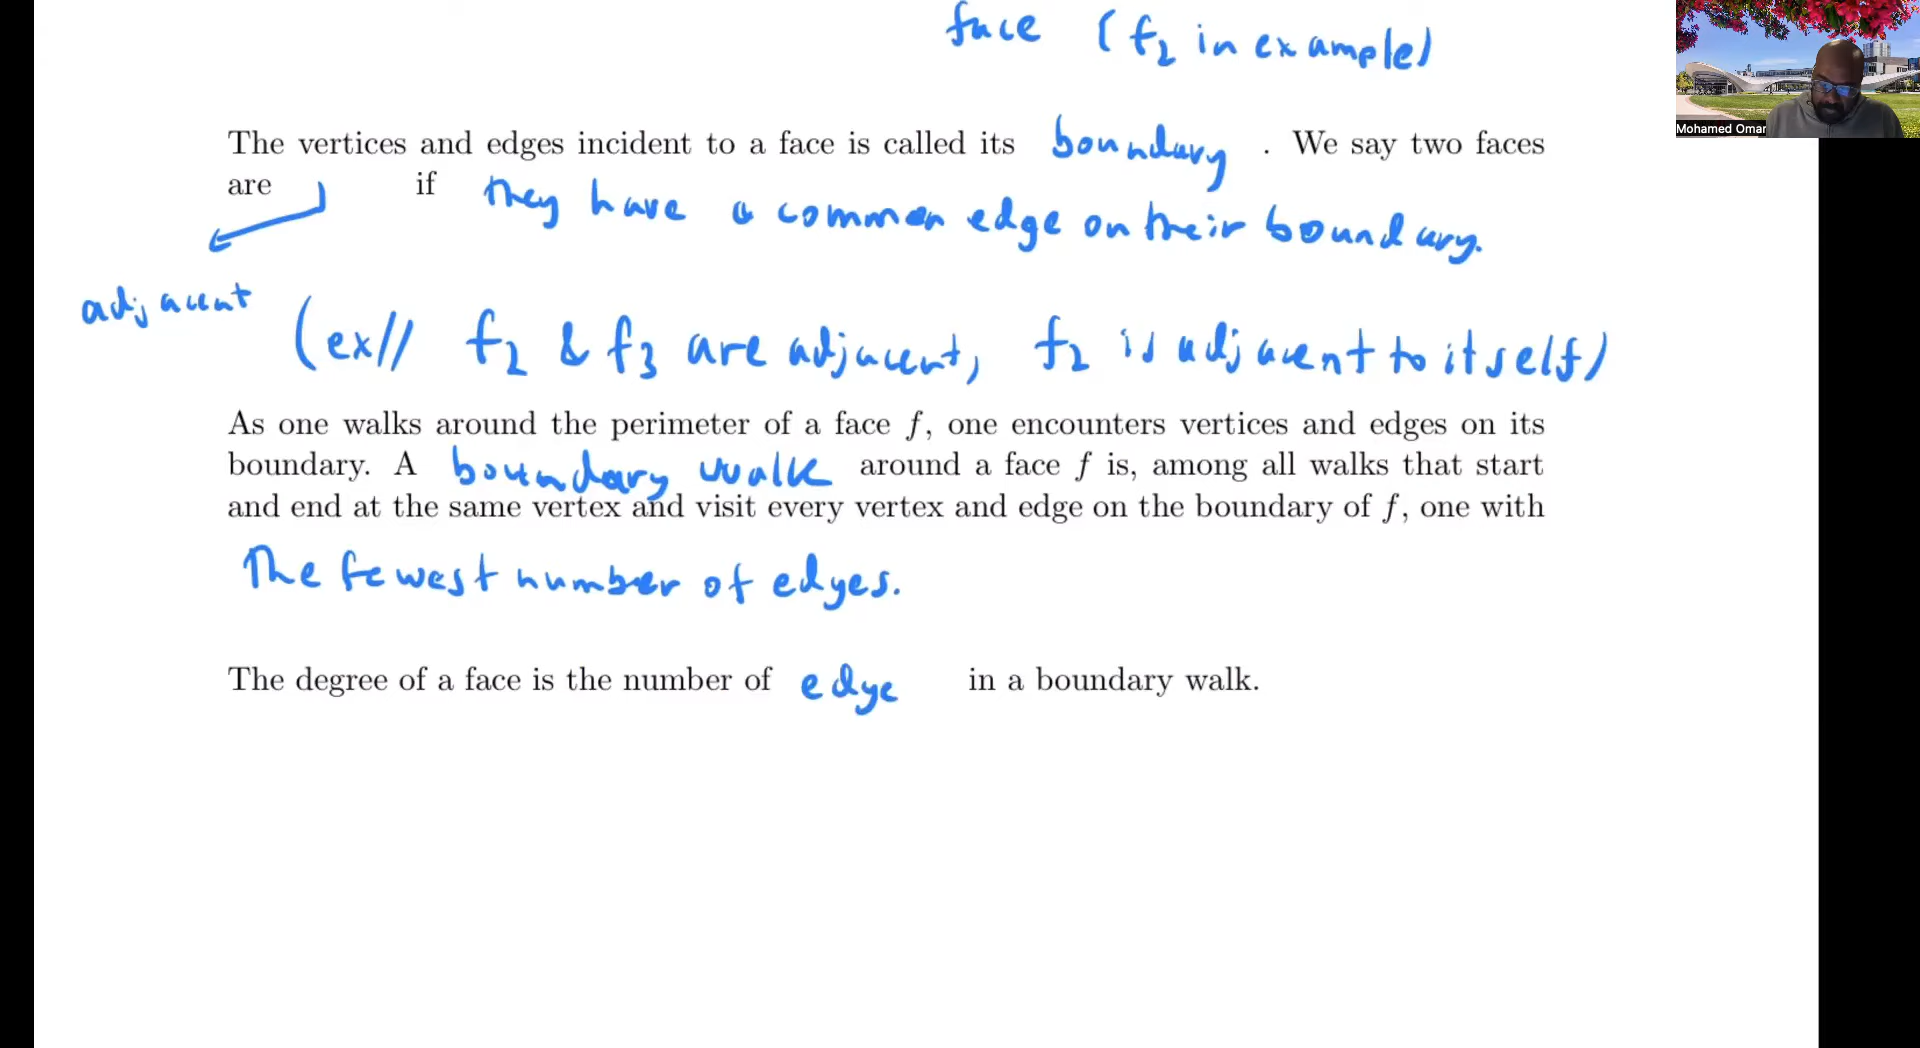 face (f2 in example)
Mohamed Omar
The vertices and edges incident to a face is called its boundary . We say two faces
are if they have a common edge on their boundary.
adjacent
(ex// f2 & f3 are adjacent, f2 is adjacent to itself)
As one walks around the perimeter of a face f, one encounters vertices and edges on its
boundary. A boundary walk around a face f is, among all walks that start
and end at the same vertex and visit every vertex and edge on the boundary of f, one with
The fewest number of edges.
The degree of a face is the number of edge in a boundary walk.